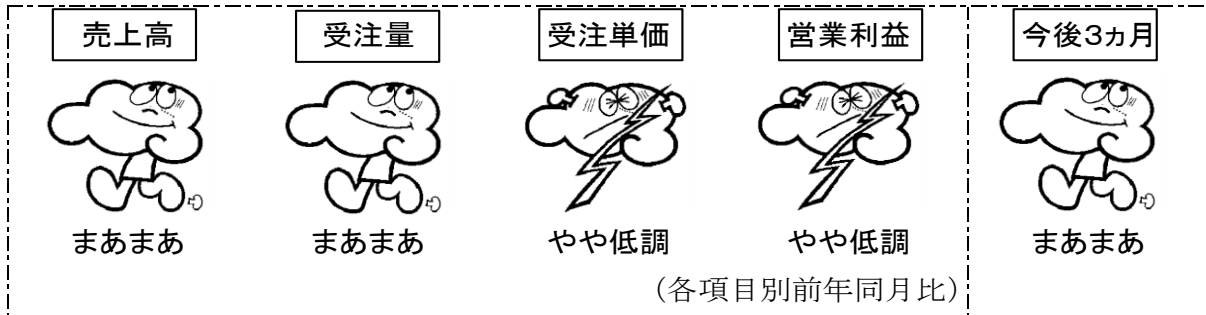 売上高 受注量 受注単価 営業利益 今後3ヵ月
まあまあ まあまあ やや低調 やや低調 まあまあ
（各項目別前年同月比）